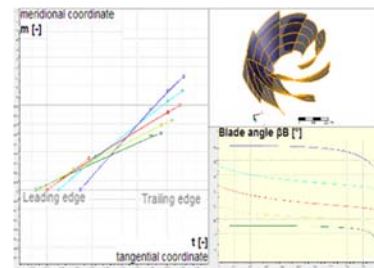 meridional coordinate
m [-]
Leading edge
Trailing edge
t [-]
tangential coordinate
Blade angle βB [°]